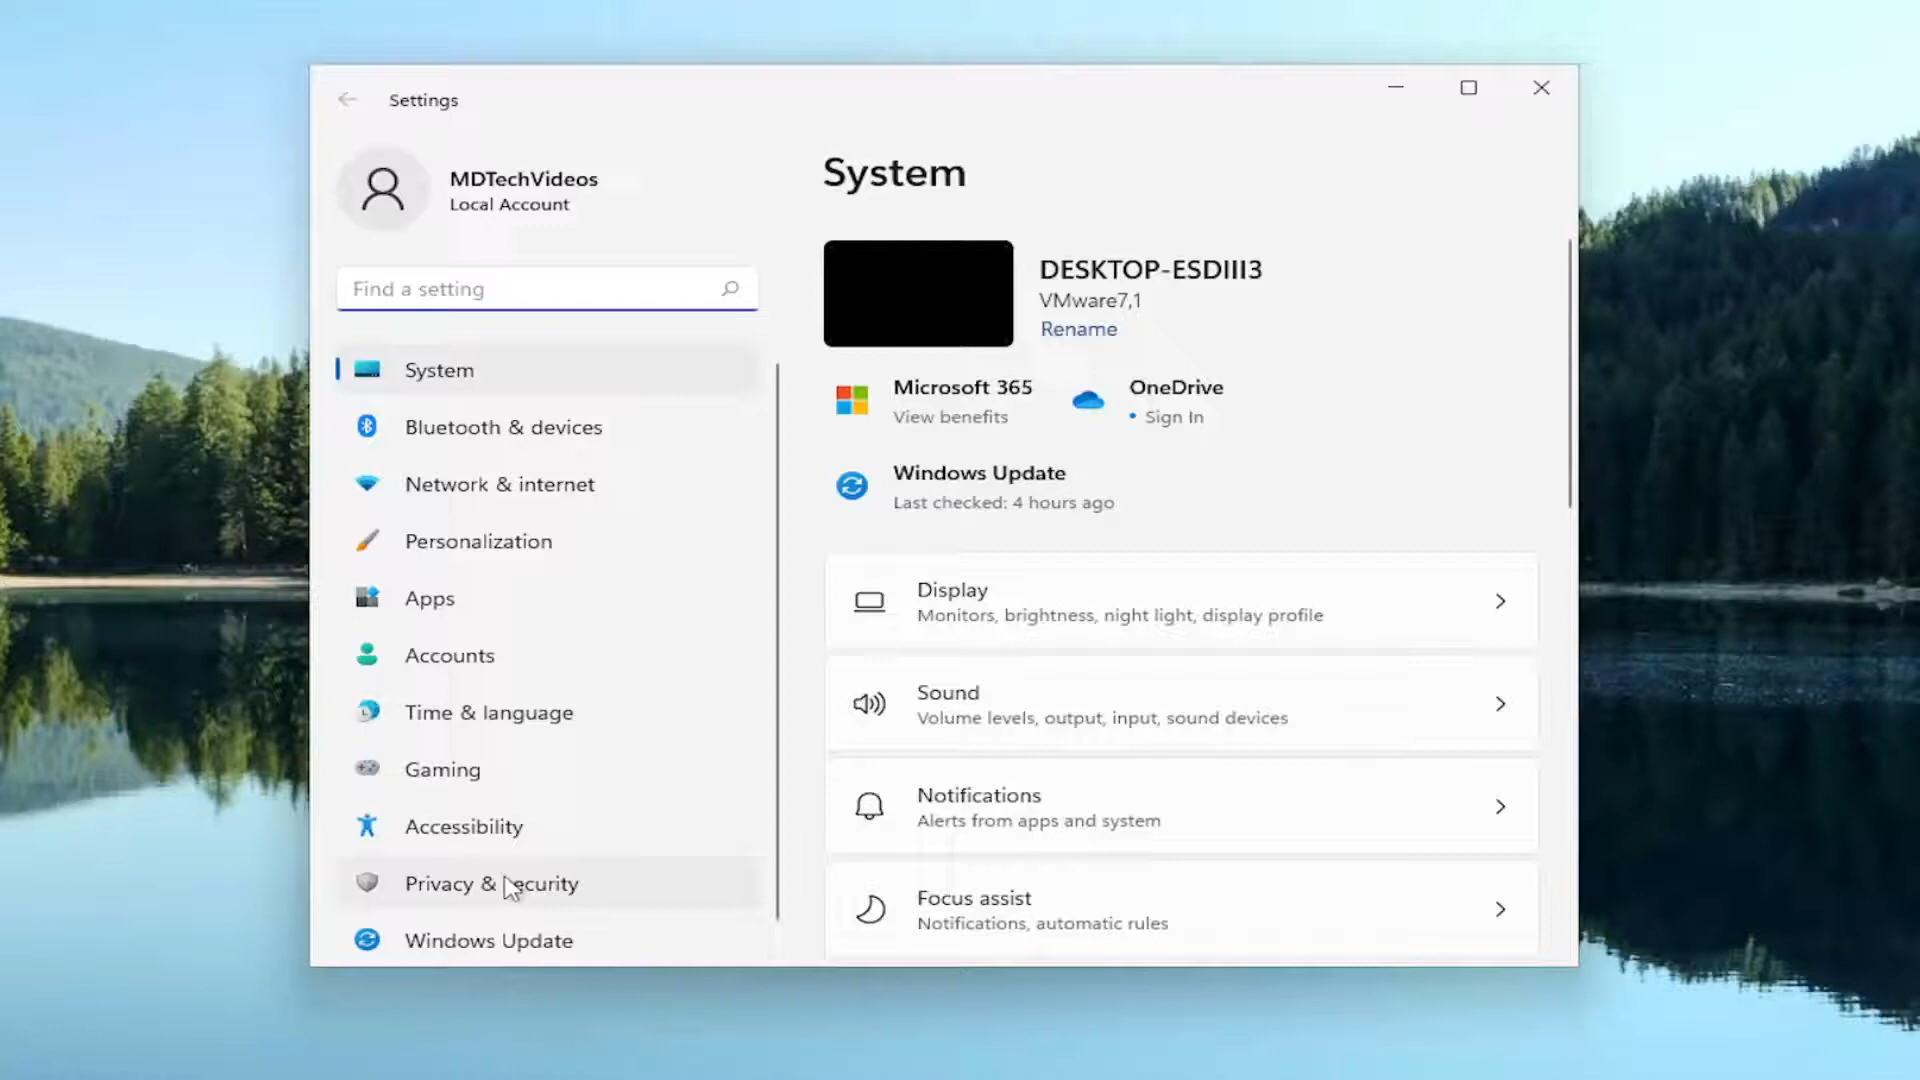 Settings
MDTechVideos
Local Account
Find a setting
System
Bluetooth & devices
Network & internet
Personalization
Apps
Accounts
Time & language
Gaming
Accessibility
Privacy & security
Windows Update
System
DESKTOP-ESDIII3
VMware7,1
Rename
Microsoft 365
View benefits
OneDrive
• Sign In
Windows Update
Last checked: 4 hours ago
Display
Monitors, brightness, night light, display profile
Sound
Volume levels, output, input, sound devices
Notifications
Alerts from apps and system
Focus assist
Notifications, automatic rules